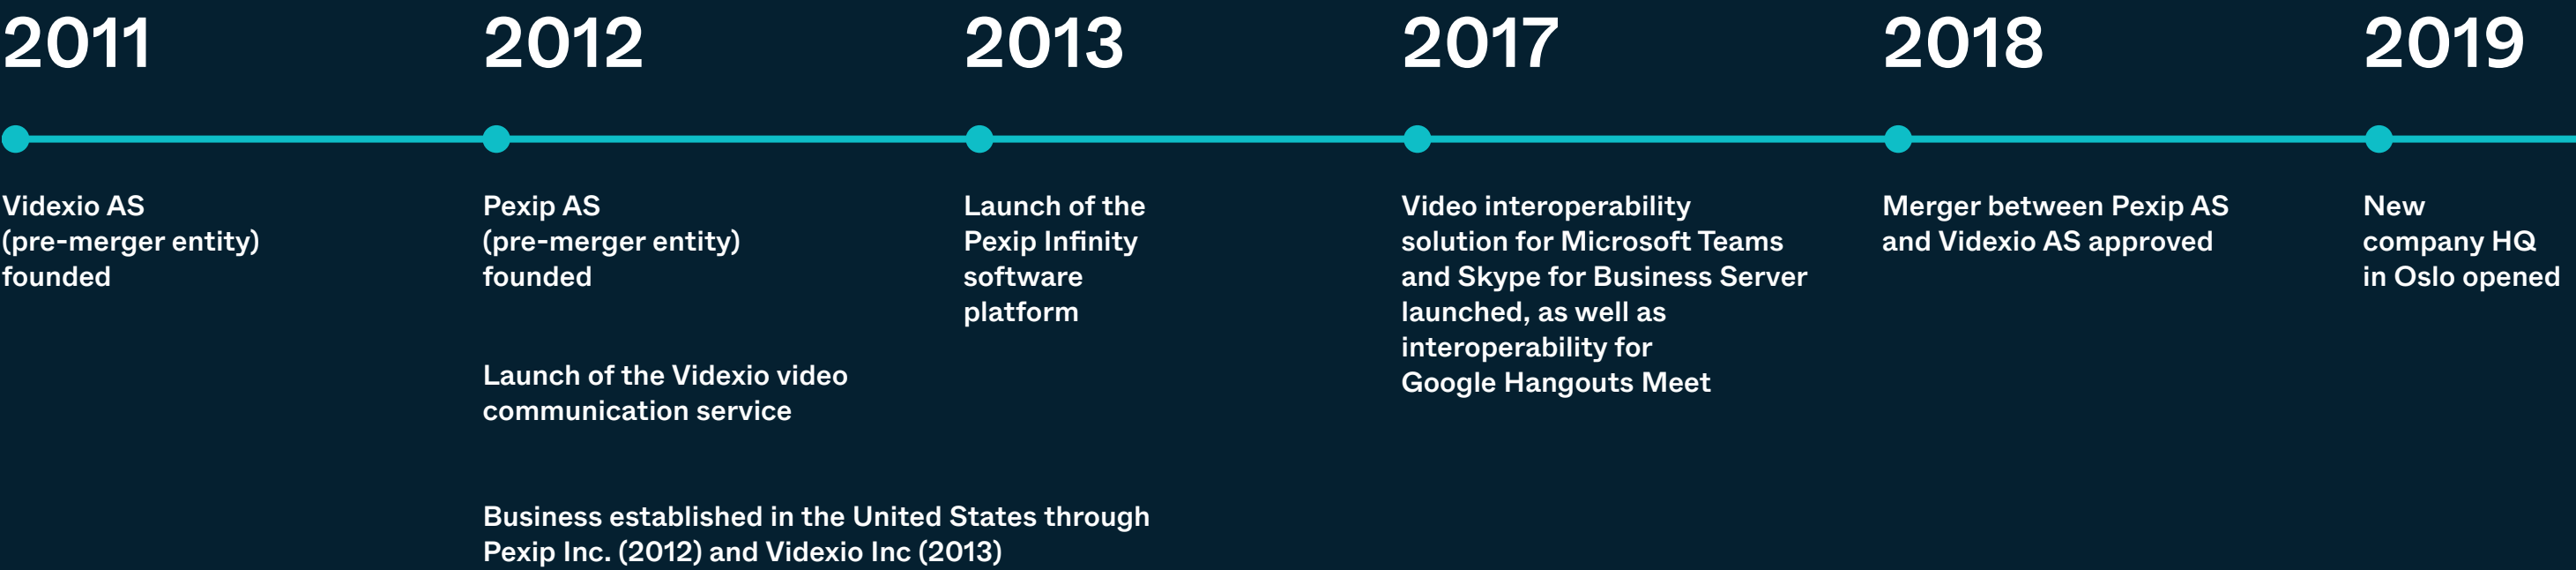 2011
Videxio AS
(pre-merger entity)
founded
2012
Pexip AS
(pre-merger entity)
founded
Launch of the Videxio video
communication service
Business established in the United States through
Pexip Inc. (2012) and Videxio Inc (2013)
2013
Launch of the
Pexip Infinity
software
platform
2017
Video interoperability
solution for Microsoft Teams
and Skype for Business Server
launched, as well as
interoperability for
Google Hangouts Meet
2018
Merger between Pexip AS
and Videxio AS approved
2019
New
company HQ
in Oslo opened